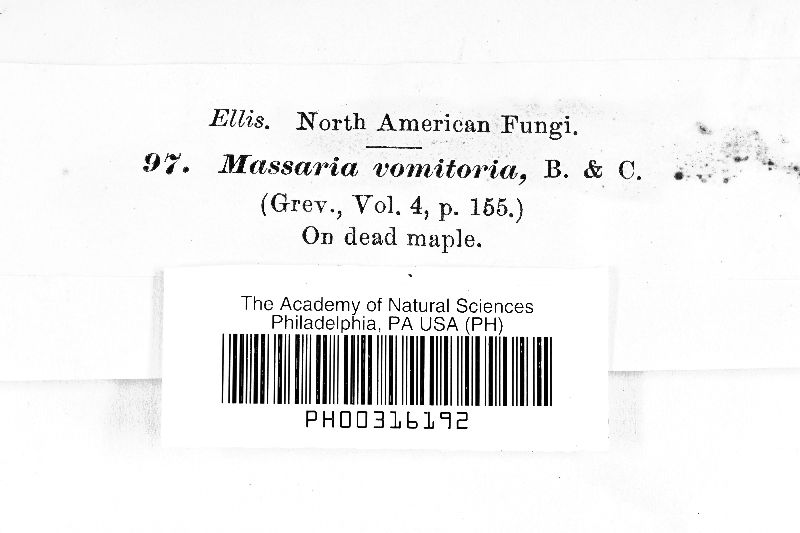 Ellis. North American Fungi.
97. Massaria vomitoria, B. & C.
(Grev., Vol. 4, p. 155.)
On dead maple.
The Academy of Natural Sciences
Philadelphia, PA USA (PH)
PH00316192